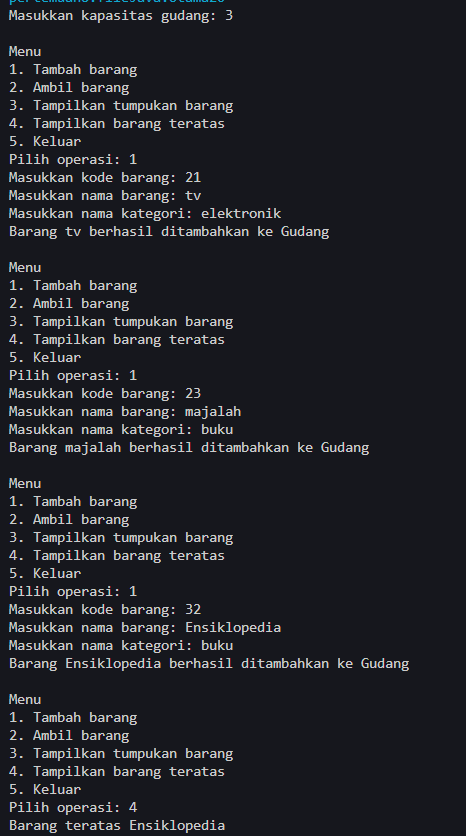 Masukkan kapasitas gudang: 3
Menu
1. Tambah barang
2. Ambil barang
3. Tampilkan tumpukan barang
4. Tampilkan barang teratas
5. Keluar
Pilih operasi: 1
Masukkan kode barang: 21
Masukkan nama barang: tv
Masukkan nama kategori: elektronik
Barang tv berhasil ditambahkan ke Gudang
Menu
1. Tambah barang
2. Ambil barang
3. Tampilkan tumpukan barang
4. Tampilkan barang teratas
5. Keluar
Pilih operasi: 1
Masukkan kode barang: 23
Masukkan nama barang: majalah
Masukkan nama kategori: buku
Barang majalah berhasil ditambahkan ke Gudang
Menu
1. Tambah barang
2. Ambil barang
3. Tampilkan tumpukan barang
4. Tampilkan barang teratas
5. Keluar
Pilih operasi: 1
Masukkan kode barang: 32
Masukkan nama barang: Ensiklopedia
Masukkan nama kategori: buku
Barang Ensiklopedia berhasil ditambahkan ke Gudang
Menu
1. Tambah barang
2. Ambil barang
3. Tampilkan tumpukan barang
4. Tampilkan barang teratas
5. Keluar
Pilih operasi: 4
Barang teratas Ensiklopedia